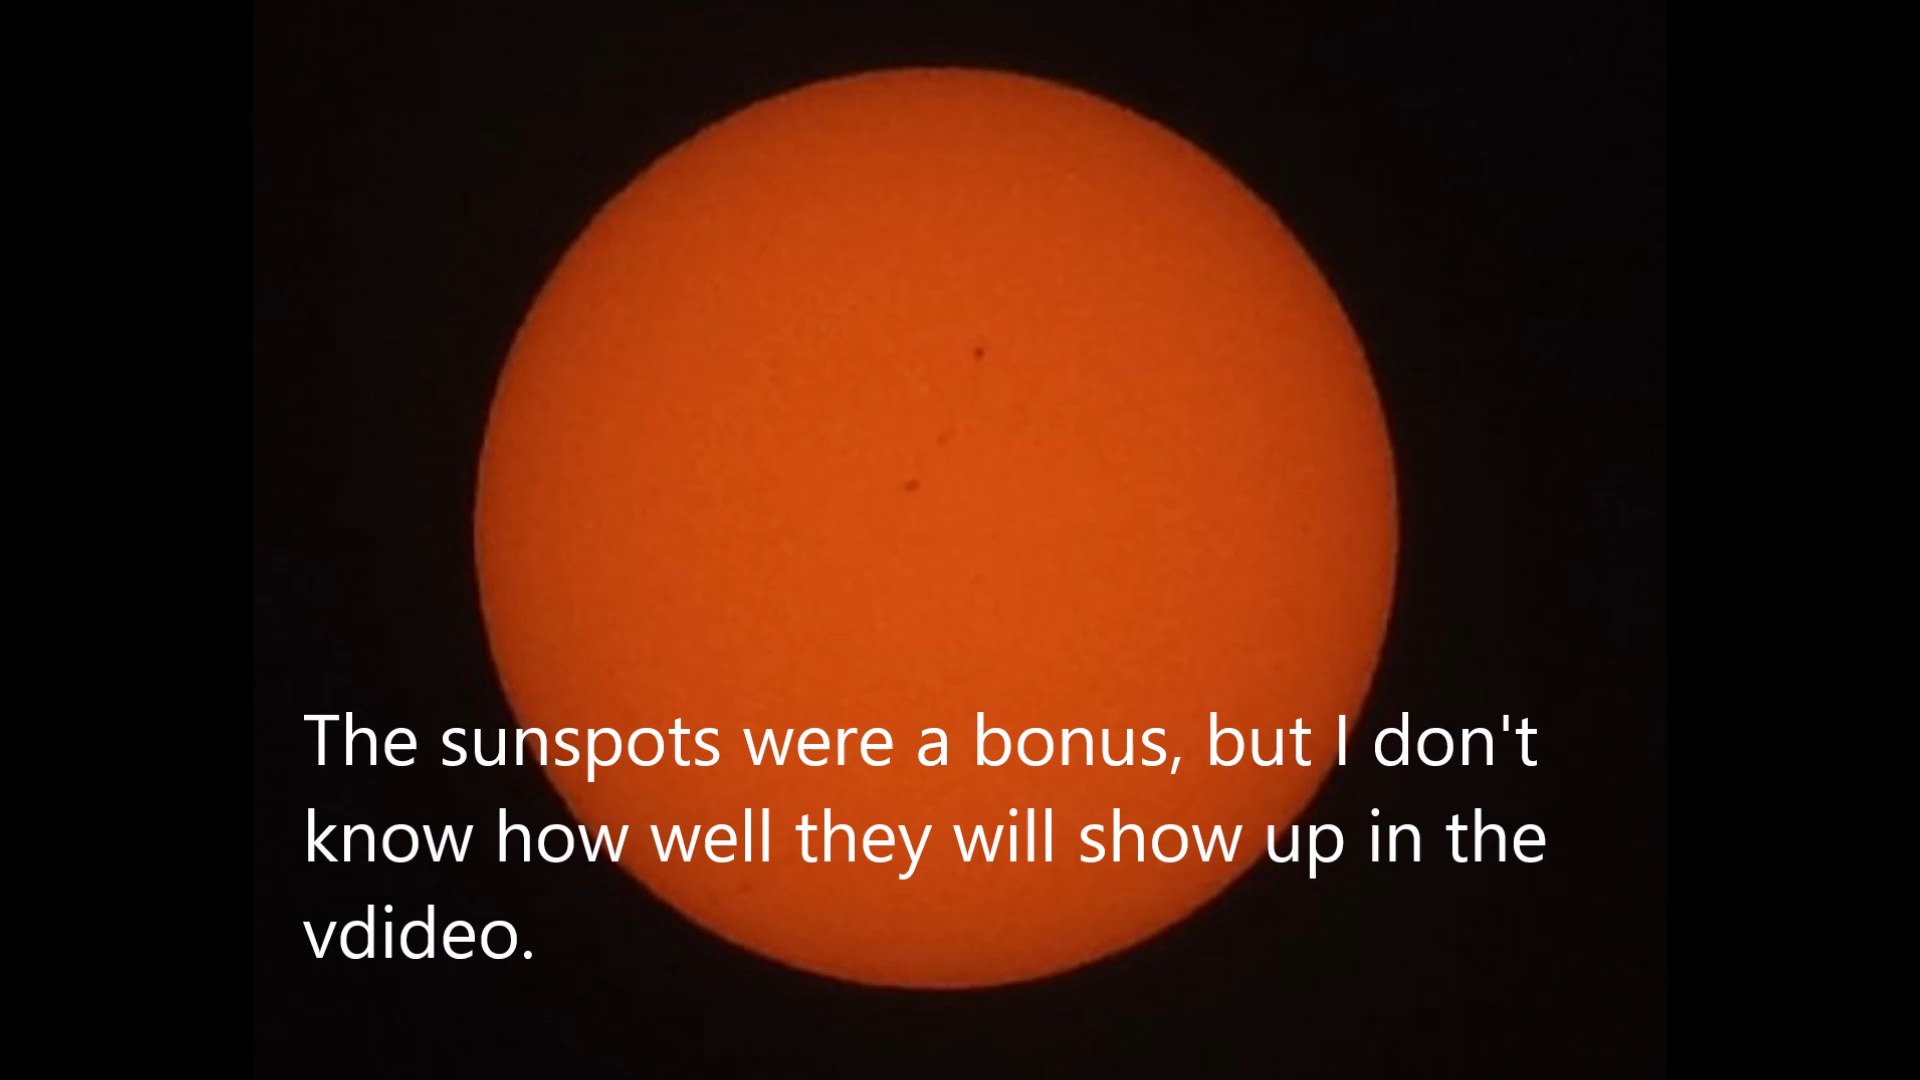 The sunspots were a bonus, but I don't
know how well they will show up in the
vdideo.